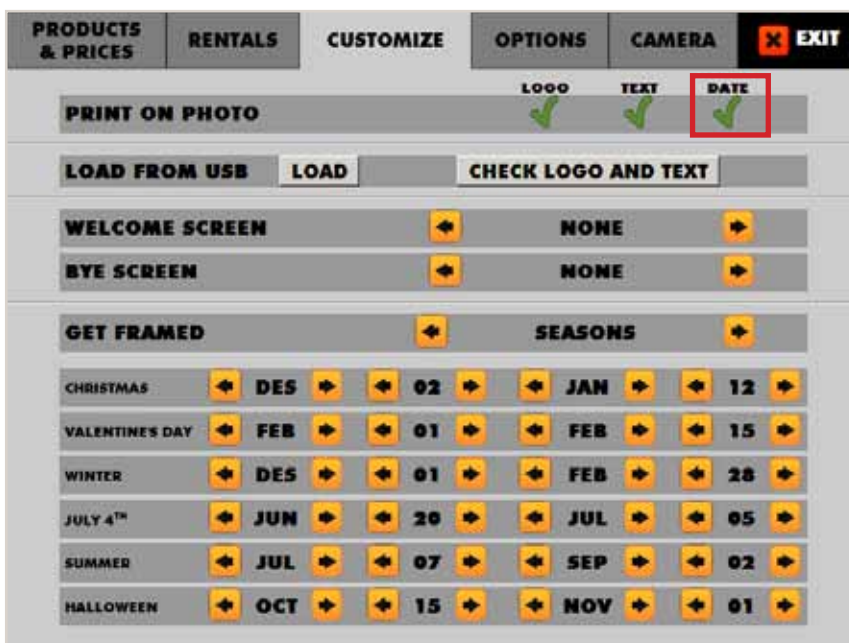 PRODUCTS & PRICES RENTALS CUSTOMIZE OPTIONS CAMERA X EXIT
LOGO TEXT DATE
PRINT ON PHOTO
LOAD FROM USB LOAD CHECK LOGO AND TEXT
WELCOME SCREEN NONE
BYE SCREEN NONE
GET FRAMED SEASONS
CHRISTMAS DES 02 JAN 12
VALENTINE'S DAY FEB 01 FEB 15
WINTER DES 01 FEB 28
JULY 4TH JUN 20 JUL 05
SUMMER JUL 07 SEP 02
HALLOWEEN OCT 15 NOV 01